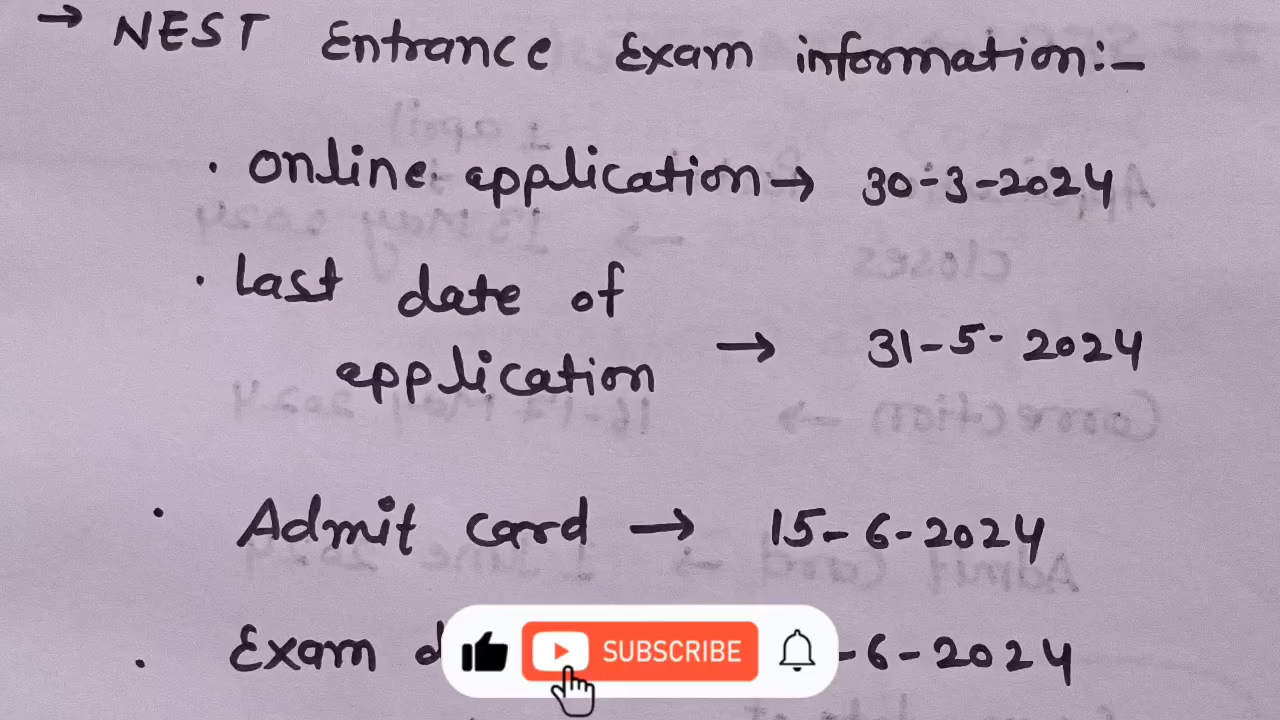 → NEST Entrance Exam information:-
· Online application → 30-3-2024
· Last date of
application → 31-5-2024
· Admit card → 15-6-2024
· Exam -6-2024
SUBSCRIBE